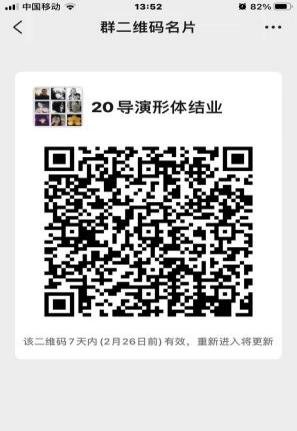 中国移动 13:52 82%
群二维码名片
20导演形体结业
该二维码7天内(2月26日前)有效，重新进入将更新